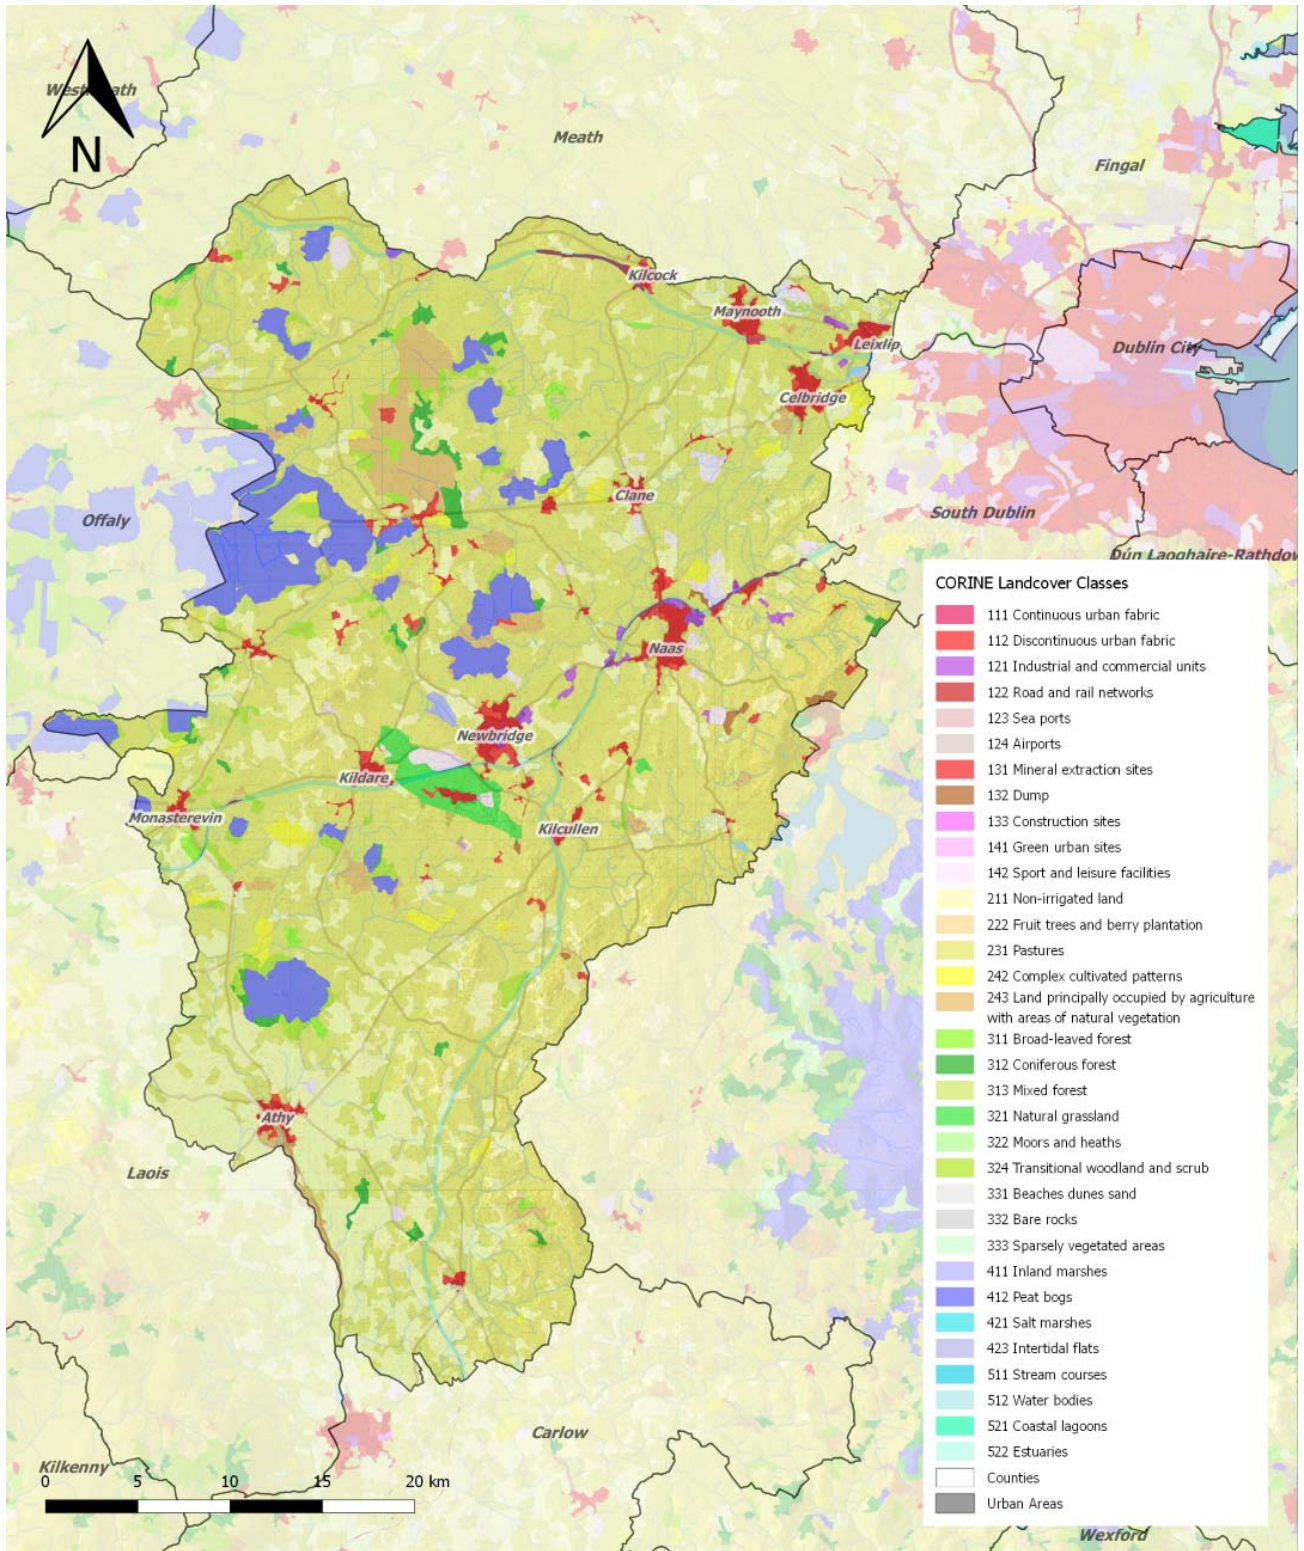 Westmeath
N
Meath
Fingal
Kilcock
Maynooth
Leixlip
Dublin City
Celbridge
Clane
Offaly
South Dublin
Dún Laoghaire-Rathdow
Naas
Newbridge
Kildare
Monasterevin
Kilcullen
Athy
Laois
Carlow
Kilkenny
Wexford
0 5 10 15 20 km
CORINE Landcover Classes
111 Continuous urban fabric
112 Discontinuous urban fabric
121 Industrial and commercial units
122 Road and rail networks
123 Sea ports
124 Airports
131 Mineral extraction sites
132 Dump
133 Construction sites
141 Green urban sites
142 Sport and leisure facilities
211 Non-irrigated land
222 Fruit trees and berry plantation
231 Pastures
242 Complex cultivated patterns
243 Land principally occupied by agriculture
with areas of natural vegetation
311 Broad-leaved forest
312 Coniferous forest
313 Mixed forest
321 Natural grassland
322 Moors and heaths
324 Transitional woodland and scrub
331 Beaches dunes sand
332 Bare rocks
333 Sparsely vegetated areas
411 Inland marshes
412 Peat bogs
421 Salt marshes
423 Intertidal flats
511 Stream courses
512 Water bodies
521 Coastal lagoons
522 Estuaries
Counties
Urban Areas